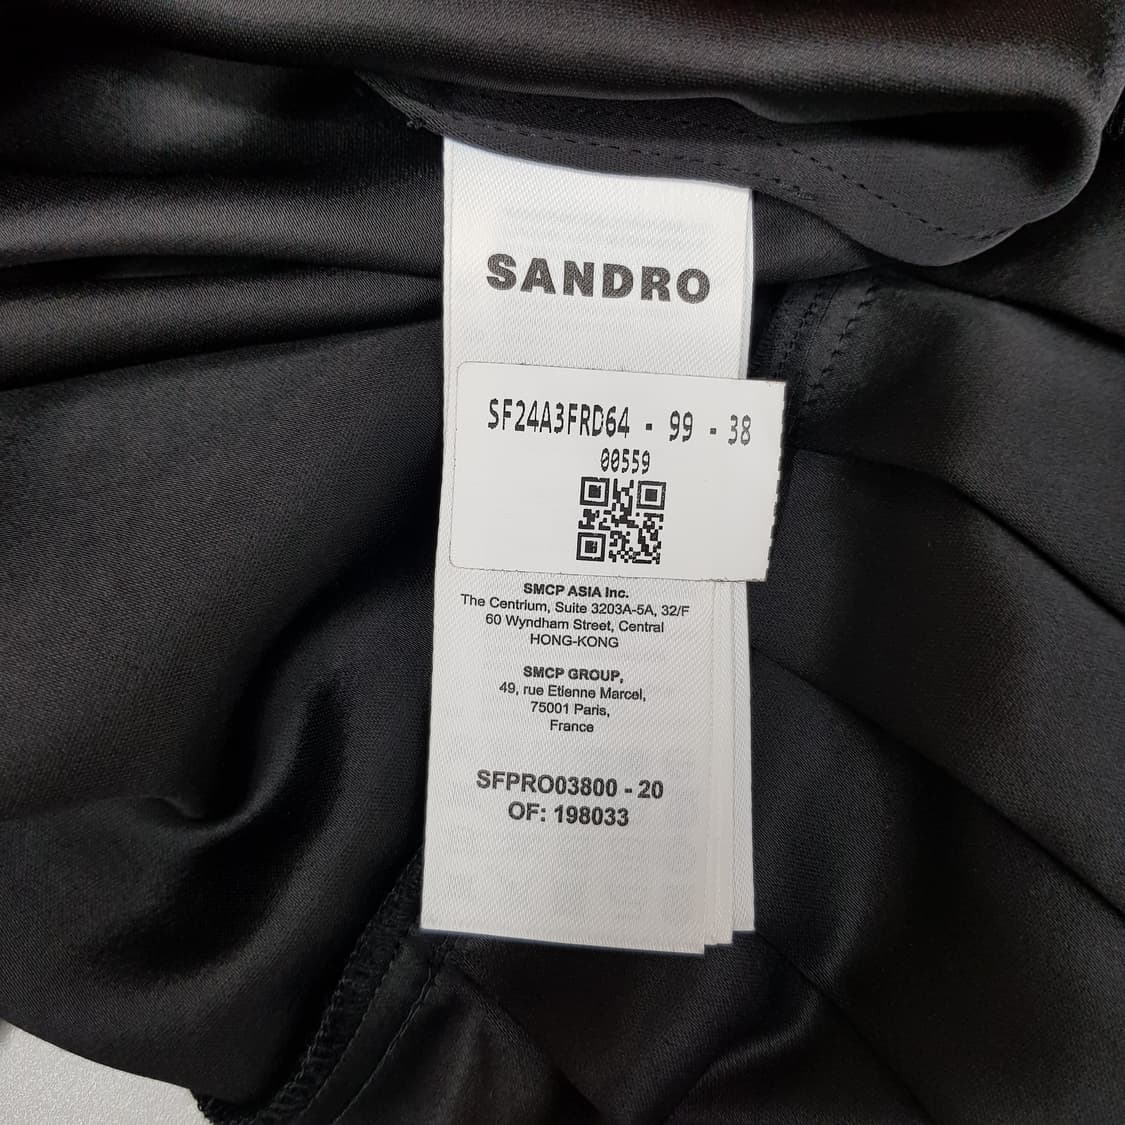 SANDRO
SF24A3FRD64 - 99 - 38
00559
SMCP ASIA Inc.
The Centrium, Suite 3203A-5A, 32/F
60 Wyndham Street, Central
HONG-KONG
SMCP GROUP,
49, rue Etienne Marcel,
75001 Paris,
France
SFPRO03800 - 20
OF: 198033